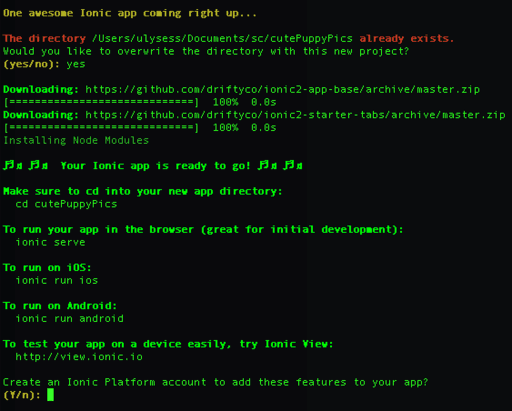 One awesome Ionic app coming right up...
The directory /Users/ulysess/Documents/sc/cutePuppyPics already exists.
Would you like to overwrite the directory with this new project?
(yes/no): yes
Downloading: https://github.com/driftyco/ionic2-app-base/archive/master.zip
[=============================]  100%  0.0s
Downloading: https://github.com/driftyco/ionic2-starter-tabs/archive/master.zip
[=============================]  100%  0.0s
Installing Node Modules
♬♫ ♬♫  Your Ionic app is ready to go! ♬♫ ♬♫
Make sure to cd into your new app directory:
cd cutePuppyPics
To run your app in the browser (great for initial development):
ionic serve
To run on iOS:
ionic run ios
To run on Android:
ionic run android
To test your app on a device easily, try Ionic View:
http://view.ionic.io
Create an Ionic Platform account to add these features to your app?
(Y/n):